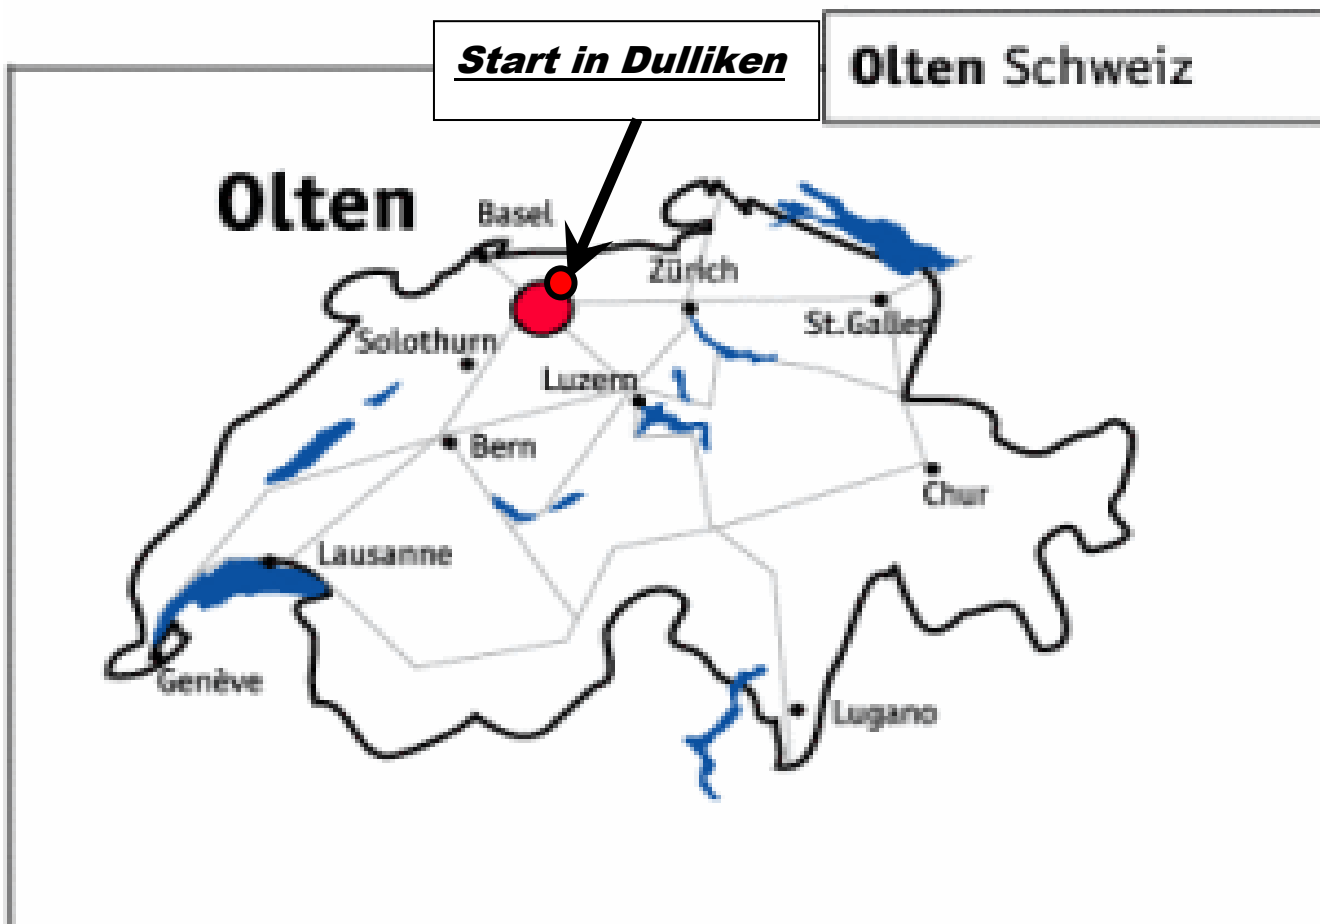 Start in Dulliken
Olten Schweiz
Olten
Basel
Zürich
St.Gallen
Solothurn
Luzern
Bern
Chur
Lausanne
Genève
Lugano